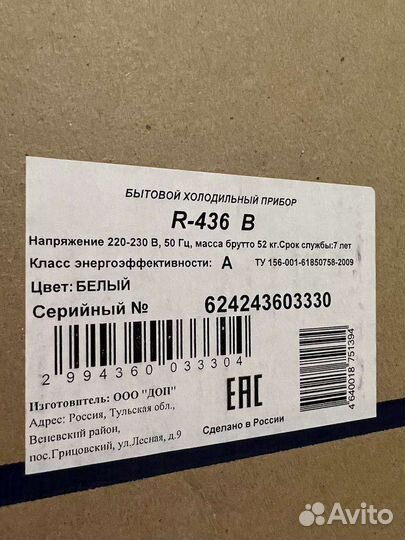 БЫТОВОЙ ХОЛОДИЛЬНЫЙ ПРИБОР
R-436 B
Напряжение 220-230 В, 50 Гц, масса брутто 52 кг.Срок службы:7 лет
Класс энергоэффективности: А ТУ 156-001-61850758-2009
Цвет: БЕЛЫЙ
Серийный № 624243603330
2 994360 033304
4 640018 751394
Изготовитель: ООО "ДОП"
Адрес: Россия, Тульская обл.,
Веневский район,
пос.Грицовский, ул.Лесная, д.9
EAC
Сделано в России
Avito